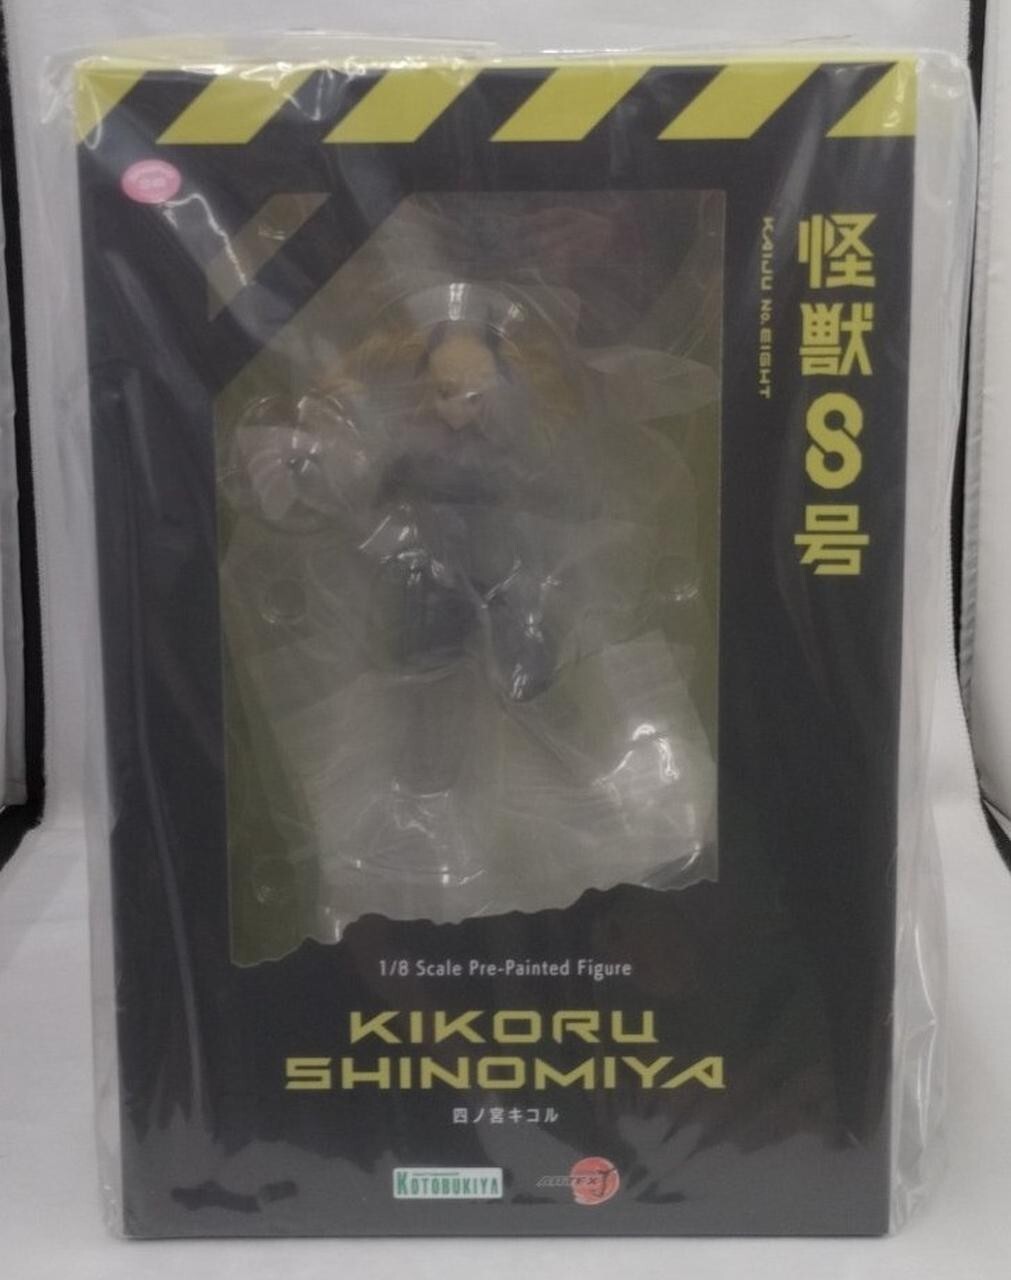 怪獣8号
KAIJU No. EIGHT
1/8 Scale Pre-Painted Figure
KIKORU
SHINOMIYA
四ノ宮キコル
KOTOBUKIYA
ARTFX J